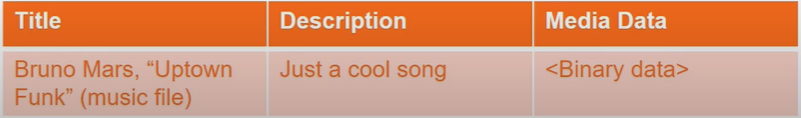 Title Description Media Data
Bruno Mars, “Uptown Just a cool song <Binary data>
Funk” (music file)